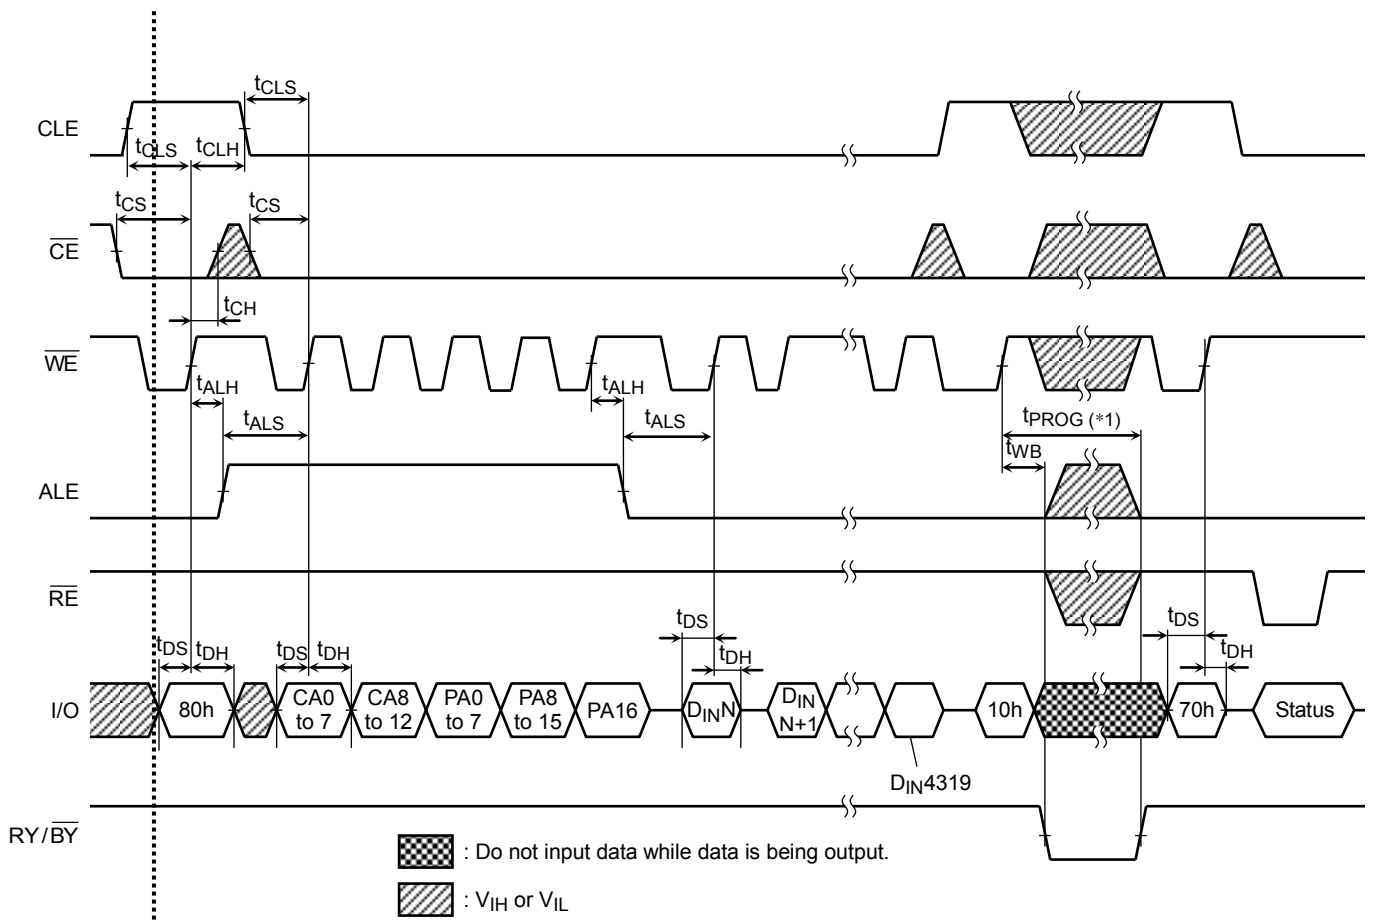 tCLS
CLE
tCLS
tCLH
tCS
tCS
CE
tCH
WE
tALH
tALH
tALS
tALS
tPROG (*1)
tWB
ALE
RE
tDS
tDH
tDS
tDH
tDS
tDH
tDS
tDH
I/O
80h
CA0
to 7
CA8
to 12
PA0
to 7
PA8
to 15
PA16
DINN
DIN
N+1
10h
70h
Status
DIN4319
RY/BY
: Do not input data while data is being output.
: VIH or VIL